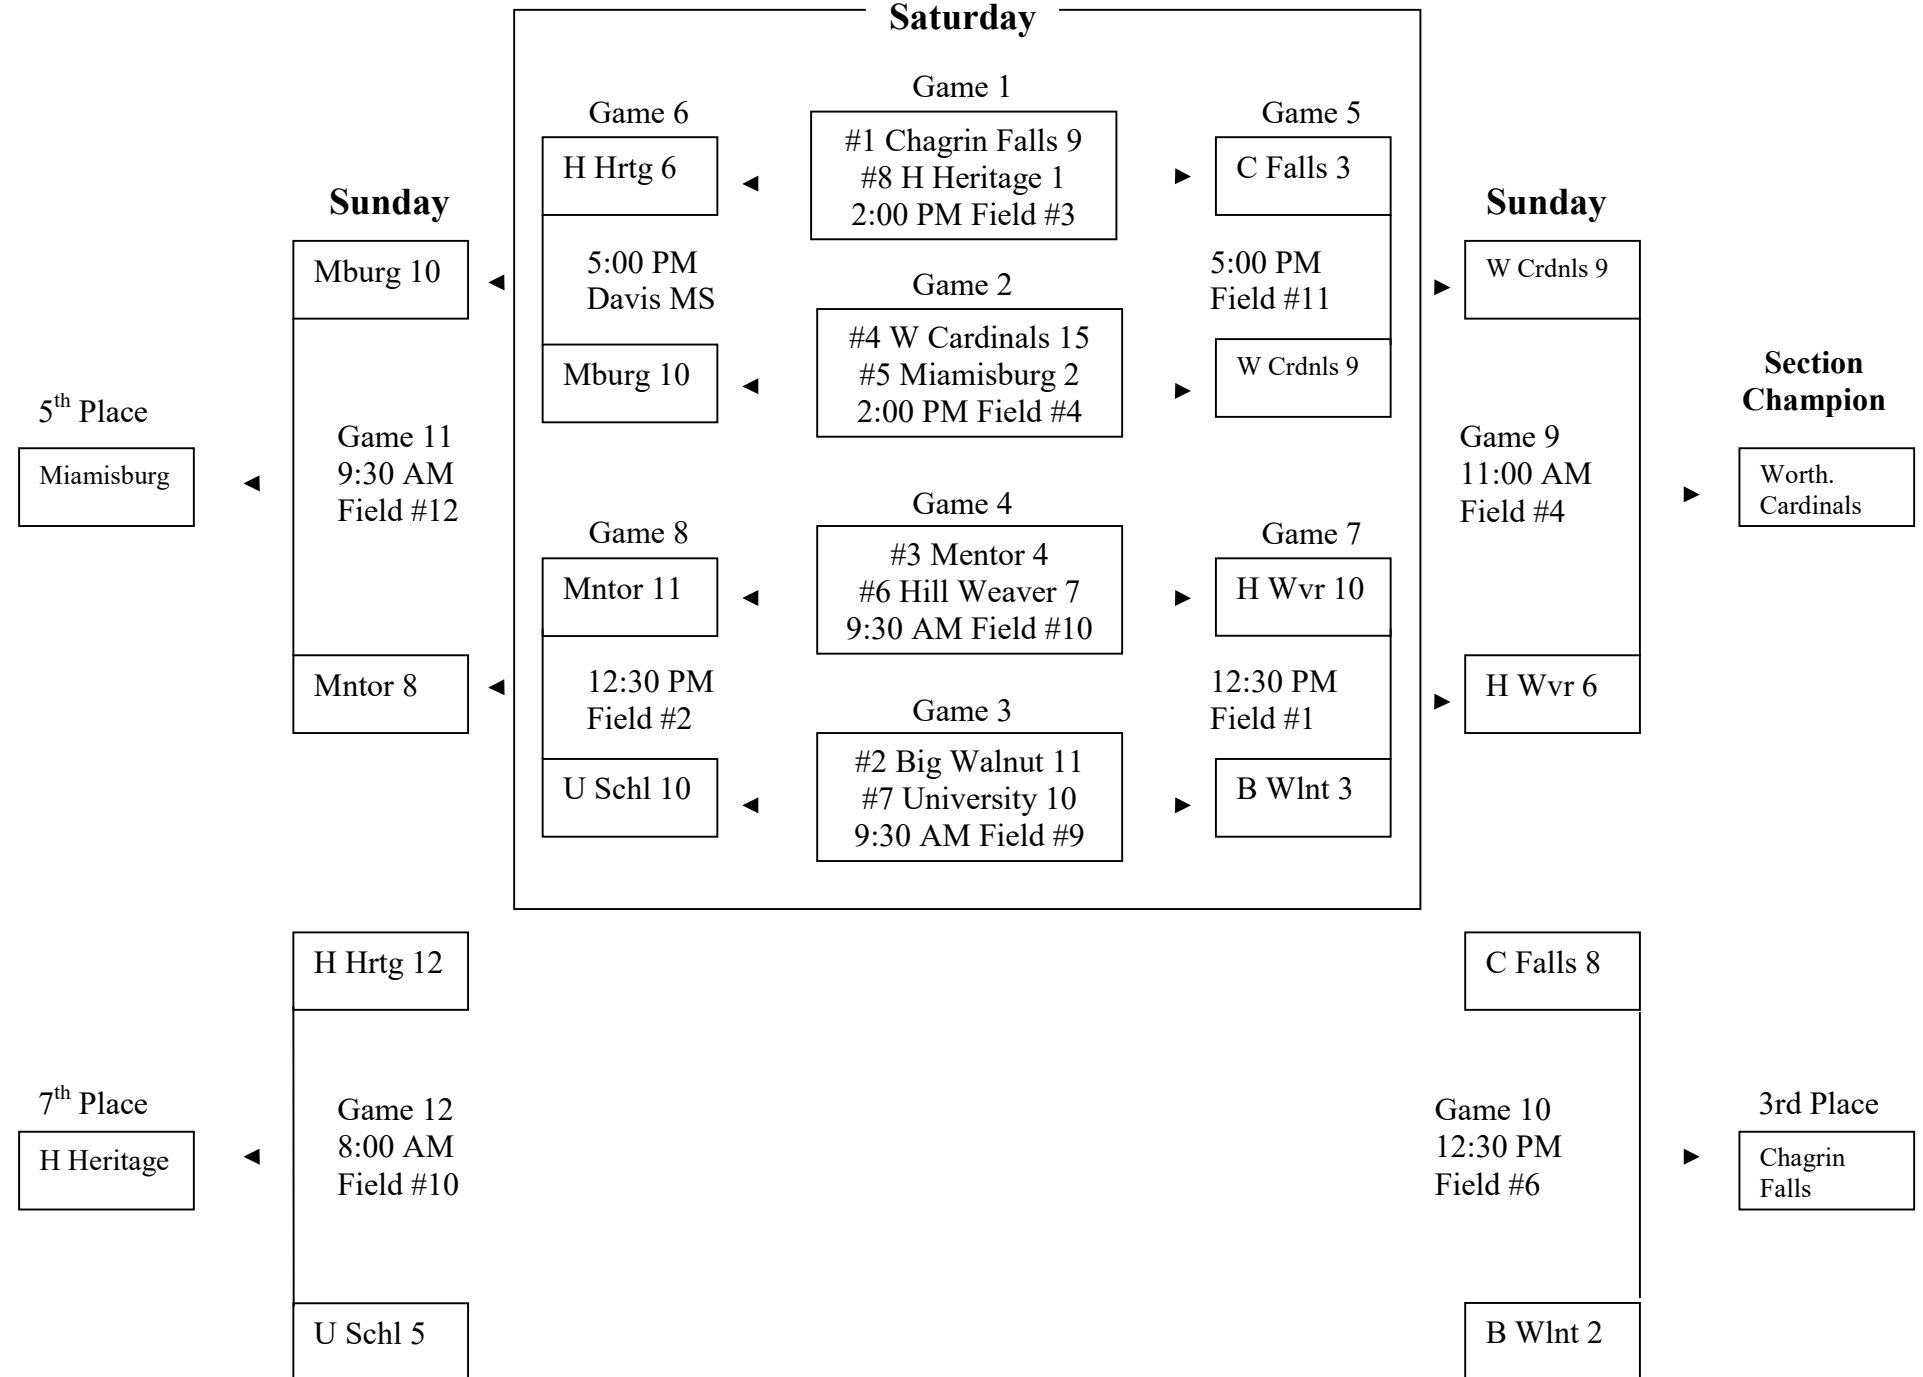 Saturday
Game 1
Game 6
Game 5
#1 Chagrin Falls 9
#8 H Heritage 1
2:00 PM Field #3
H Hrtg 6
C Falls 3
Sunday
Sunday
Mburg 10
5:00 PM
Davis MS
5:00 PM
Field #11
W Crdnls 9
Game 2
#4 W Cardinals 15
#5 Miamisburg 2
2:00 PM Field #4
Mburg 10
W Crdnls 9
Section
Champion
5th Place
Miamisburg
Game 11
9:30 AM
Field #12
Game 9
11:00 AM
Field #4
Worth.
Cardinals
Game 4
Game 8
Game 7
#3 Mentor 4
#6 Hill Weaver 7
9:30 AM Field #10
Mntor 11
H Wvr 10
Mntor 8
12:30 PM
Field #2
12:30 PM
Field #1
H Wvr 6
Game 3
#2 Big Walnut 11
#7 University 10
9:30 AM Field #9
U Schl 10
B Wlnt 3
H Hrtg 12
C Falls 8
7th Place
H Heritage
Game 12
8:00 AM
Field #10
Game 10
12:30 PM
Field #6
3rd Place
Chagrin
Falls
U Schl 5
B Wlnt 2